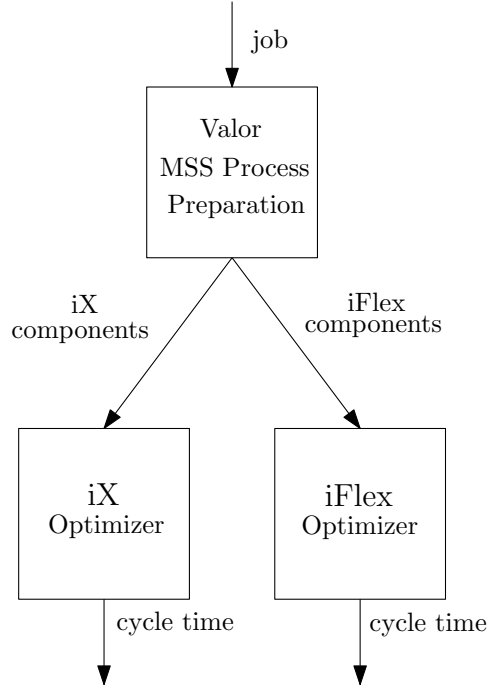 job
Valor
MSS Process
Preparation
iX
components
iFlex
components
iX
Optimizer
iFlex
Optimizer
cycle time
cycle time